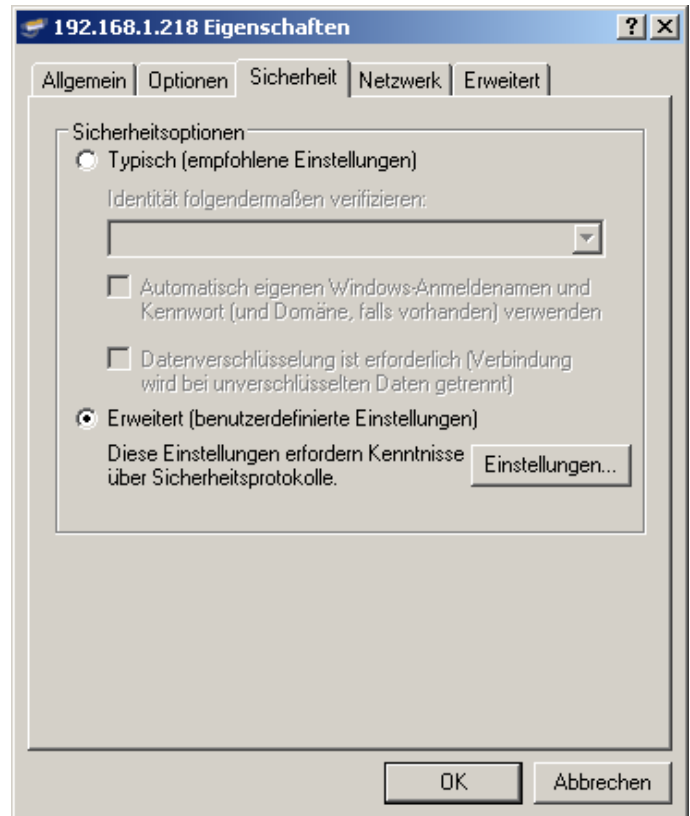 192.168.1.218 Eigenschaften
Allgemein
Optionen
Sicherheit
Netzwerk
Erweitert
Sicherheitsoptionen
Typisch (empfohlene Einstellungen)
Identität folgendermaßen verifizieren:
Automatisch eigenen Windows-Anmeldenamen und
Kennwort (und Domäne, falls vorhanden) verwenden
Datenverschlüsselung ist erforderlich (Verbindung
wird bei unverschlüsselten Daten getrennt)
Erweitert (benutzerdefinierte Einstellungen)
Diese Einstellungen erfordern Kenntnisse
über Sicherheitsprotokolle.
Einstellungen...
OK
Abbrechen